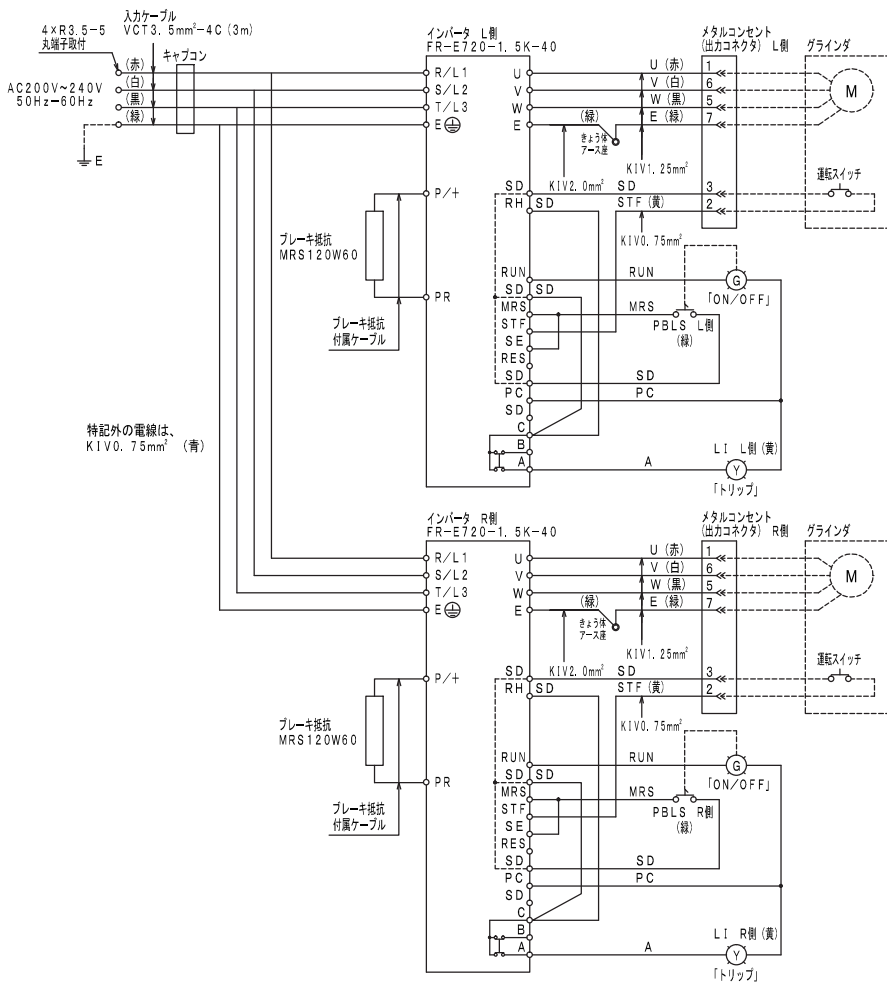 4×R3.5-5
丸端子取付
入力ケーブル
VCT3.5mm²-4C (3m)
キャプコン
(赤)
(白)
(黒)
(緑)
AC200V~240V
50Hz-60Hz
E
インバータ L側
FR-E720-1.5K-40
R/L1
S/L2
T/L3
E
P/+
PR
ブレーキ抵抗
MRS120W60
ブレーキ抵抗
付属ケーブル
U
V
W
E
SD
RH
RUN
SD
MRS
STF
SE
RES
SD
PC
SD
C
B
A
(緑)
きょう体
アース座
KIV2.0mm²
U (赤)
V (白)
W (黒)
E (緑)
KIV1.25mm²
SD
SD
STF (黄)
KIV0.75mm²
RUN
SD
MRS
SD
PC
A
メタルコンセント
(出力コネクタ) L側
1
6
5
7
3
2
グラインダ
M
運転スイッチ
G
「ON/OFF」
PBLS L側
(緑)
LI L側 (黄)
Y
「トリップ」
特記外の電線は、
KIV0.75mm² (青)
インバータ R側
FR-E720-1.5K-40
R/L1
S/L2
T/L3
E
P/+
PR
ブレーキ抵抗
MRS120W60
ブレーキ抵抗
付属ケーブル
U
V
W
E
SD
RH
RUN
SD
MRS
STF
SE
RES
SD
PC
SD
C
B
A
(緑)
きょう体
アース座
KIV2.0mm²
U (赤)
V (白)
W (黒)
E (緑)
KIV1.25mm²
SD
SD
STF (黄)
KIV0.75mm²
RUN
SD
MRS
SD
PC
A
メタルコンセント
(出力コネクタ) R側
1
6
5
7
3
2
グラインダ
M
運転スイッチ
G
「ON/OFF」
PBLS R側
(緑)
LI R側 (黄)
Y
「トリップ」